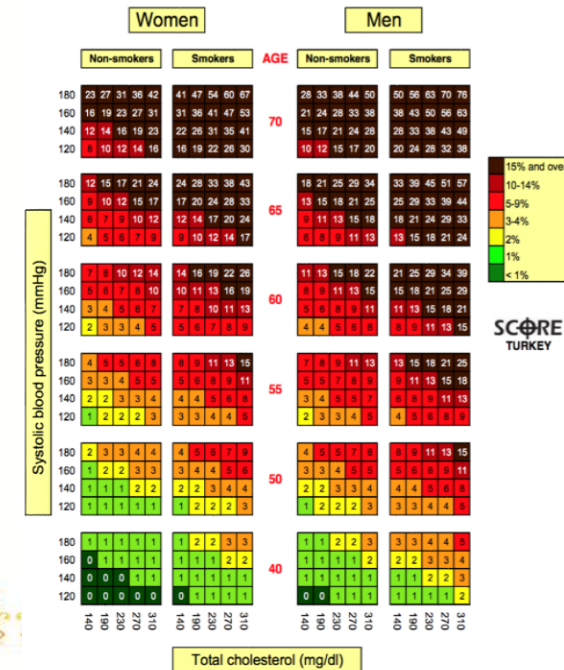 Women Men
Non-smokers Smokers AGE Non-smokers Smokers
180 23 27 31 36 42 41 47 54 60 67 28 33 38 44 50 50 56 63 70 76
160 16 19 23 27 31 31 36 41 47 53 21 24 28 33 38 38 43 50 56 63
140 12 14 16 19 23 22 26 31 35 41 15 17 21 24 28 28 33 38 43 49
120 8 10 12 14 16 16 19 22 26 30 10 12 15 17 20 20 24 28 33 38
70
180 12 15 17 21 24 24 28 33 38 43 18 21 25 29 34 33 39 45 51 57
160 9 10 12 15 17 17 20 24 28 33 13 15 18 21 25 25 29 33 39 44
140 6 7 9 10 12 12 14 17 20 24 9 11 13 15 18 18 21 24 29 33
120 4 5 6 7 9 9 10 12 14 17 6 8 9 11 13 13 15 18 21 24
65
180 7 8 10 12 14 14 16 19 22 26 11 13 15 18 22 21 25 29 34 39
160 5 6 7 8 10 10 11 13 16 19 8 9 11 13 15 15 18 21 25 29
140 3 4 5 6 7 7 8 10 11 13 5 6 8 9 11 11 13 15 18 21
120 2 3 3 4 5 5 6 7 8 9 4 4 5 6 8 8 9 11 13 15
60
180 4 5 5 6 8 8 9 11 13 15 7 8 9 11 13 13 15 18 21 25
160 3 3 4 5 5 5 6 8 9 11 5 5 7 8 9 9 11 13 15 18
140 2 2 3 3 4 4 4 5 6 8 3 4 5 5 7 6 8 9 11 13
120 1 2 2 2 3 3 3 4 4 5 2 3 3 4 5 4 5 6 8 9
55
180 2 3 3 4 4 4 5 6 7 9 4 5 5 7 8 8 9 11 13 15
160 1 2 2 3 3 3 4 4 5 6 3 3 4 5 5 5 6 8 9 11
140 1 1 1 2 2 2 2 3 3 4 2 2 3 3 4 3 4 5 6 8
120 1 1 1 1 1 1 2 2 2 3 1 2 2 2 3 3 3 4 4 5
50
180 1 1 1 1 1 1 2 2 3 3 1 1 2 2 3 3 3 4 4 5
160 0 1 1 1 1 1 1 1 2 2 1 1 1 1 2 2 2 3 3 4
140 0 0 0 1 1 1 1 1 1 1 1 1 1 1 1 1 1 2 2 3
120 0 0 0 0 0 0 1 1 1 1 0 0 1 1 1 1 1 1 1 2
40
140 190 230 270 310 140 190 230 270 310 140 190 230 270 310 140 190 230 270 310
Total cholesterol (mg/dl)
Systolic blood pressure (mmHg)
15% and over
10-14%
5-9%
3-4%
2%
1%
< 1%
SCORE
TURKEY